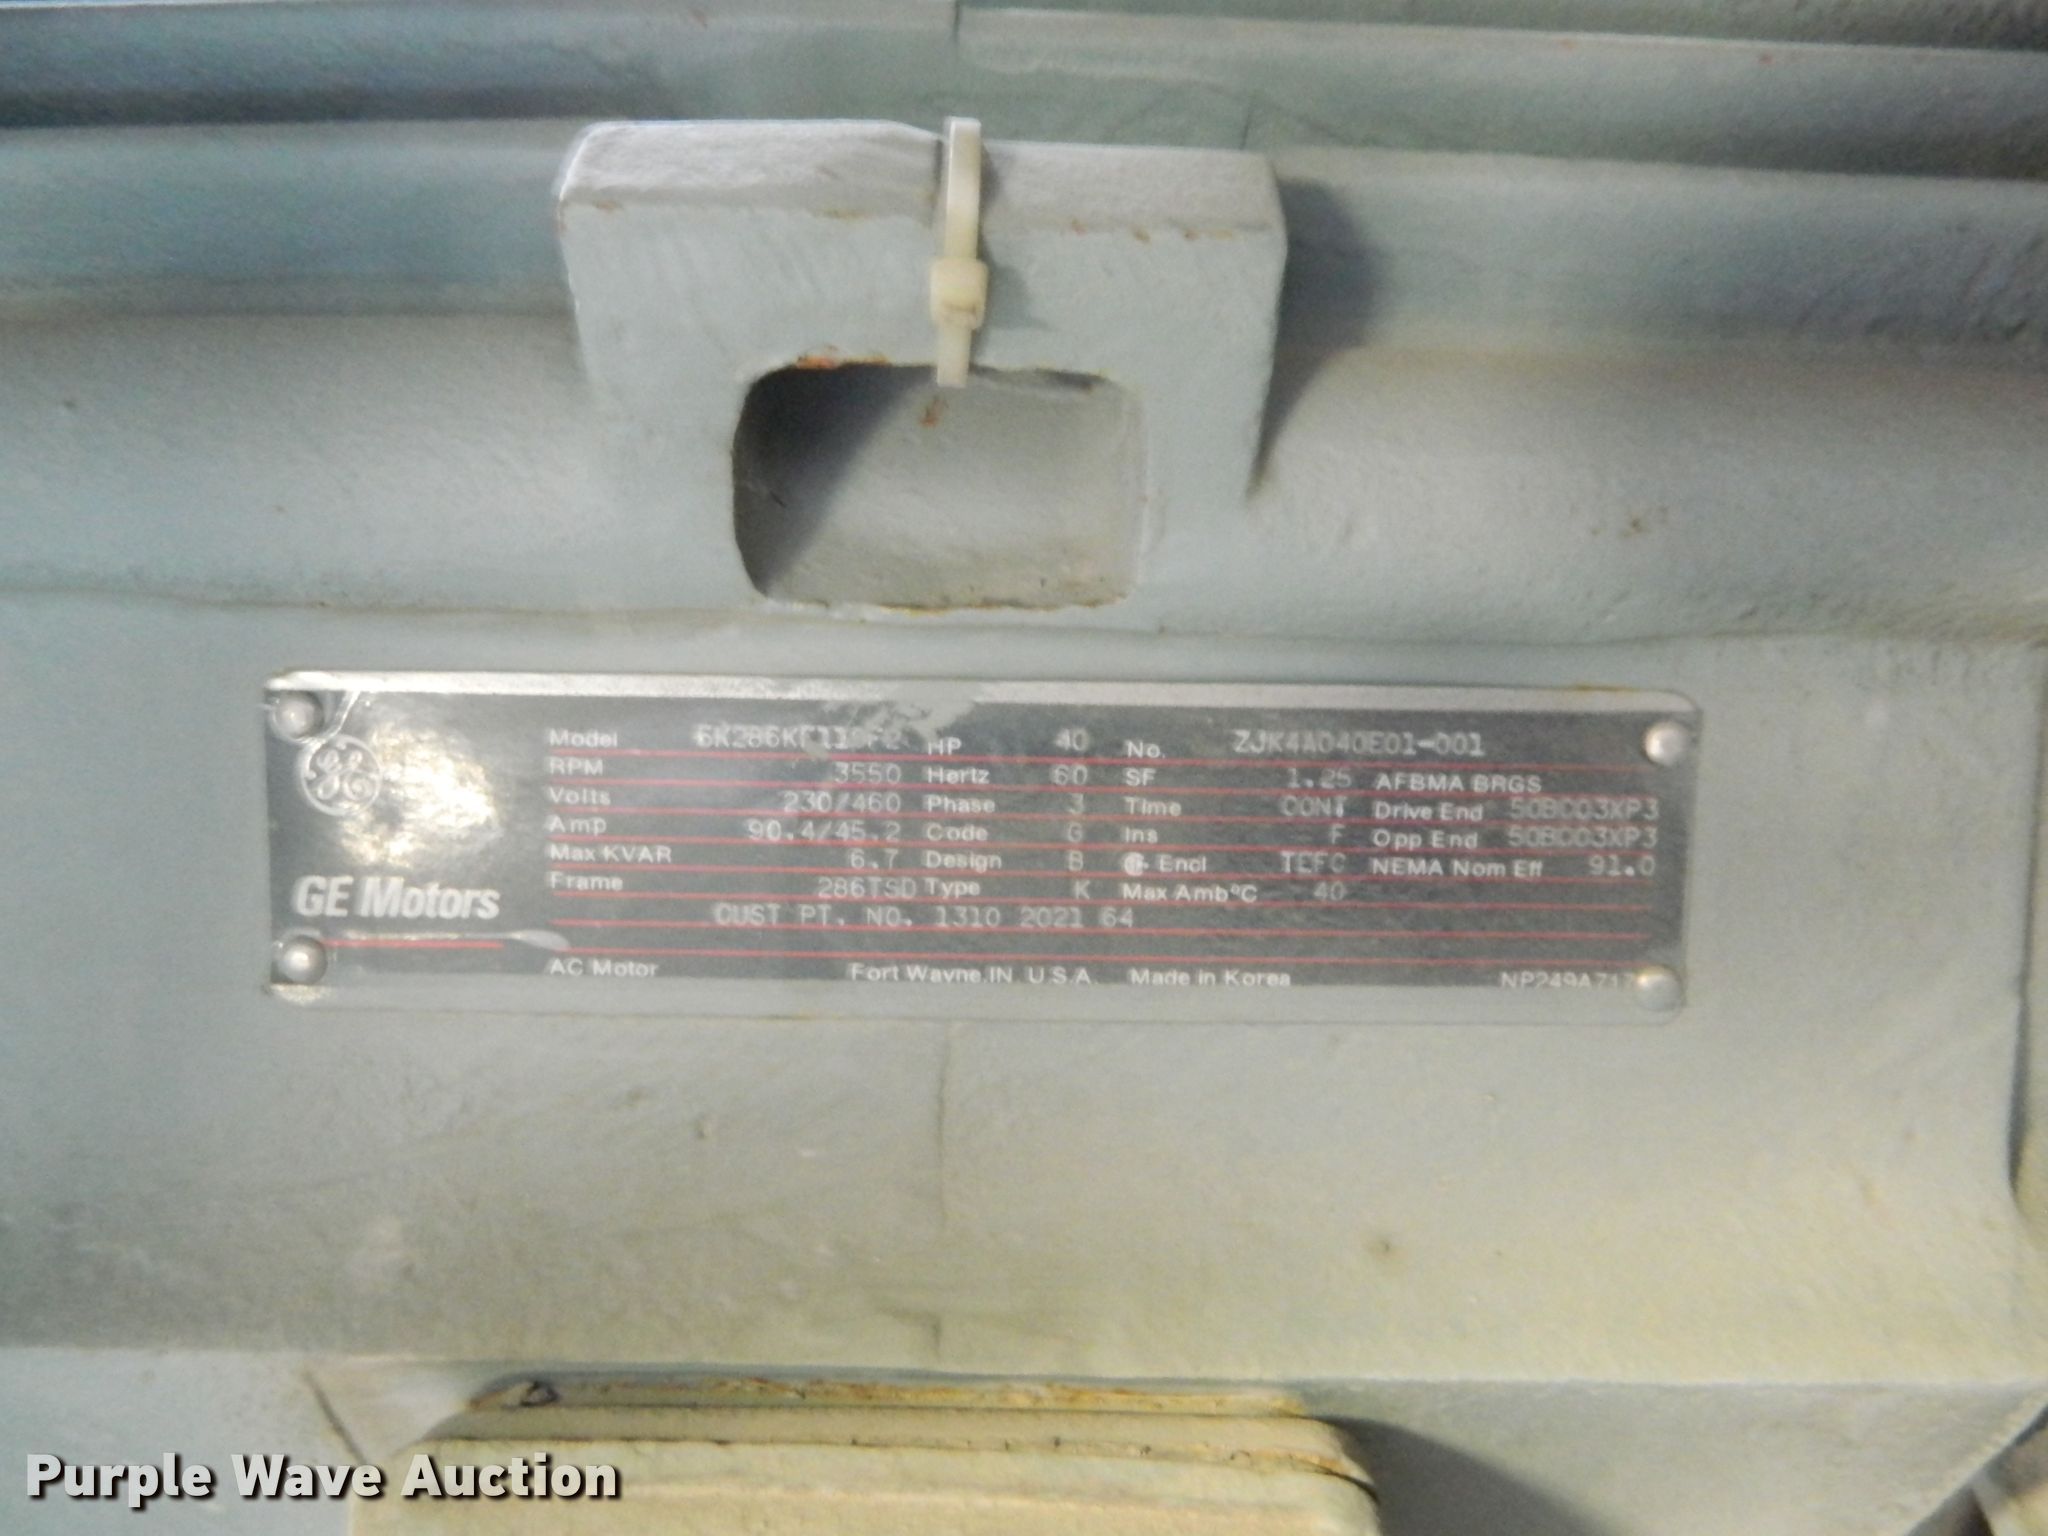 GE
GE Motors
Model HP 40 No. ZJK4A040E01-001
RPM 3550 Hertz 60 SF 1.25 AFBMA BRGS
Volts 230/460 Phase 3 Time CONT Drive End 50BC03XP3
Amp 90.4/45.2 Code G Ins F Opp End 50BC03XP3
Max KVAR 6.7 Design B Encl TEFC NEMA Nom Eff 91.0
Frame 286TSD Type K Max Amb°C 40
CUST PT. NO. 1310 2021 64
AC Motor Fort Wayne, IN U.S.A. Made in Korea
Purple Wave Auction